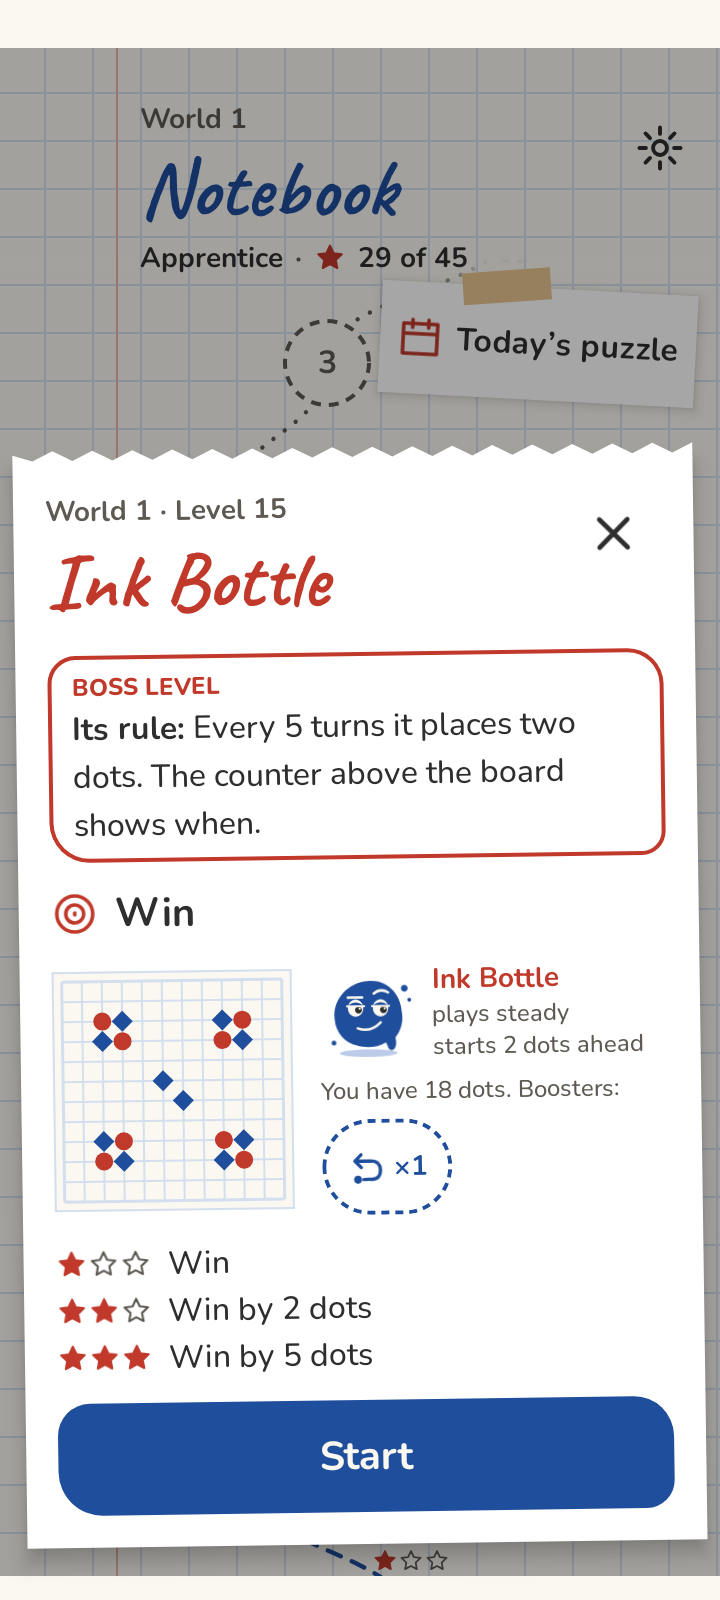 World 1
Notebook
Apprentice · 29 of 45
3
Today's puzzle
World 1 · Level 15
Ink Bottle
BOSS LEVEL
Its rule: Every 5 turns it places two
dots. The counter above the board
shows when.
Win
Ink Bottle
plays steady
starts 2 dots ahead
You have 18 dots. Boosters:
×1
Win
Win by 2 dots
Win by 5 dots
Start